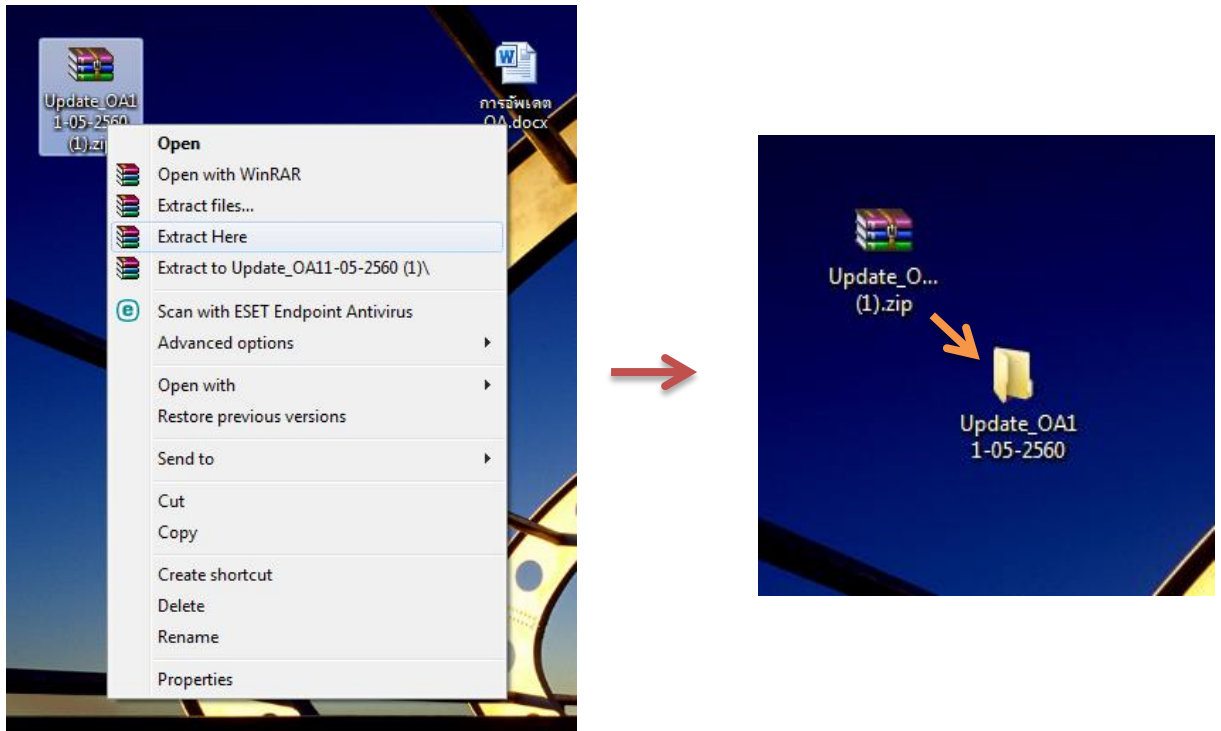 Update_OA1
1-05-2560
(1).zi
การอัพเดต
OA.docx
Open
Open with WinRAR
Extract files...
Extract Here
Extract to Update_OA11-05-2560 (1)\
Scan with ESET Endpoint Antivirus
Advanced options
Open with
Restore previous versions
Send to
Cut
Copy
Create shortcut
Delete
Rename
Properties
Update_O...
(1).zip
Update_OA1
1-05-2560